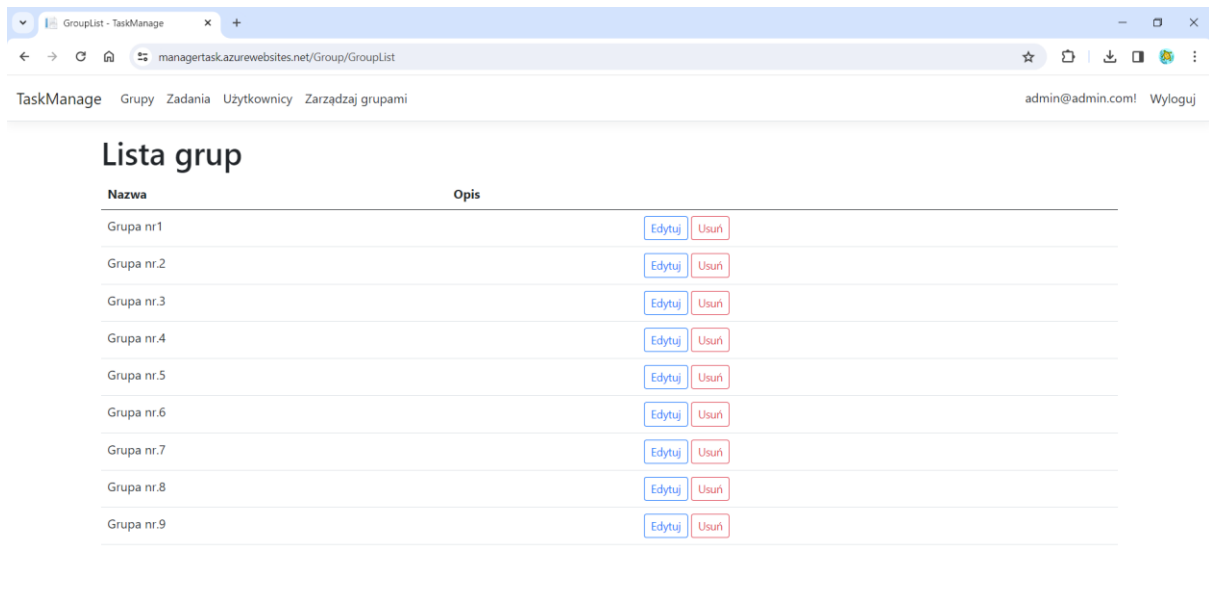 GroupList - TaskManage
managertask.azurewebsites.net/Group/GroupList
TaskManage Grupy Zadania Użytkownicy Zarządzaj grupami admin@admin.com! Wyloguj
Lista grup
Nazwa Opis
Grupa nr1 Edytuj Usuń
Grupa nr.2 Edytuj Usuń
Grupa nr.3 Edytuj Usuń
Grupa nr.4 Edytuj Usuń
Grupa nr.5 Edytuj Usuń
Grupa nr.6 Edytuj Usuń
Grupa nr.7 Edytuj Usuń
Grupa nr.8 Edytuj Usuń
Grupa nr.9 Edytuj Usuń